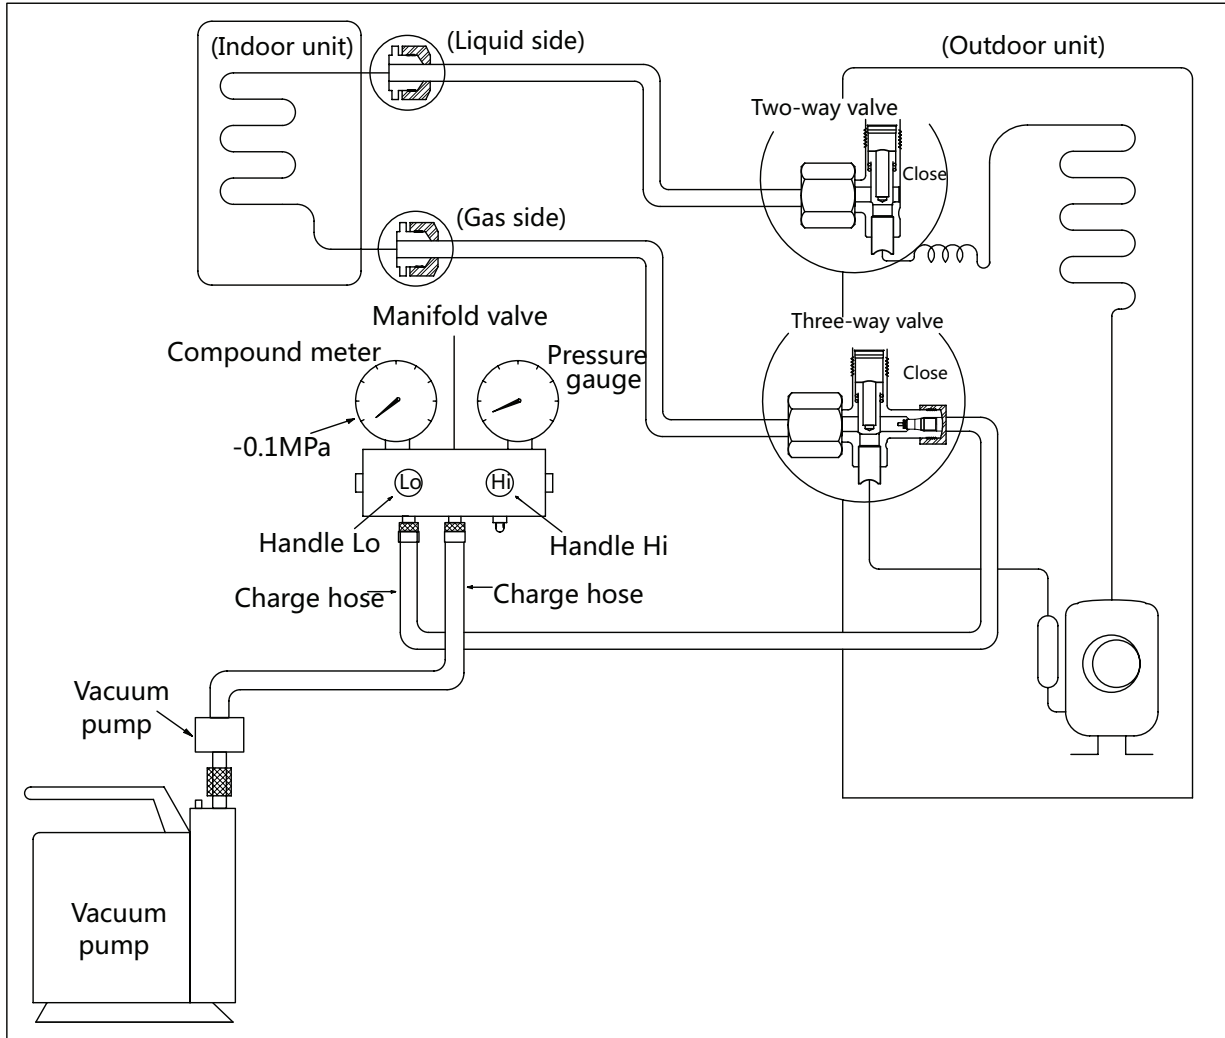 (Indoor unit)
(Liquid side)
(Outdoor unit)
Two-way valve
Close
(Gas side)
Manifold valve
Three-way valve
Compound meter
Pressure
gauge
Close
-0.1MPa
Lo
Hi
Handle Lo
Handle Hi
Charge hose
Charge hose
Vacuum
pump
Vacuum
pump